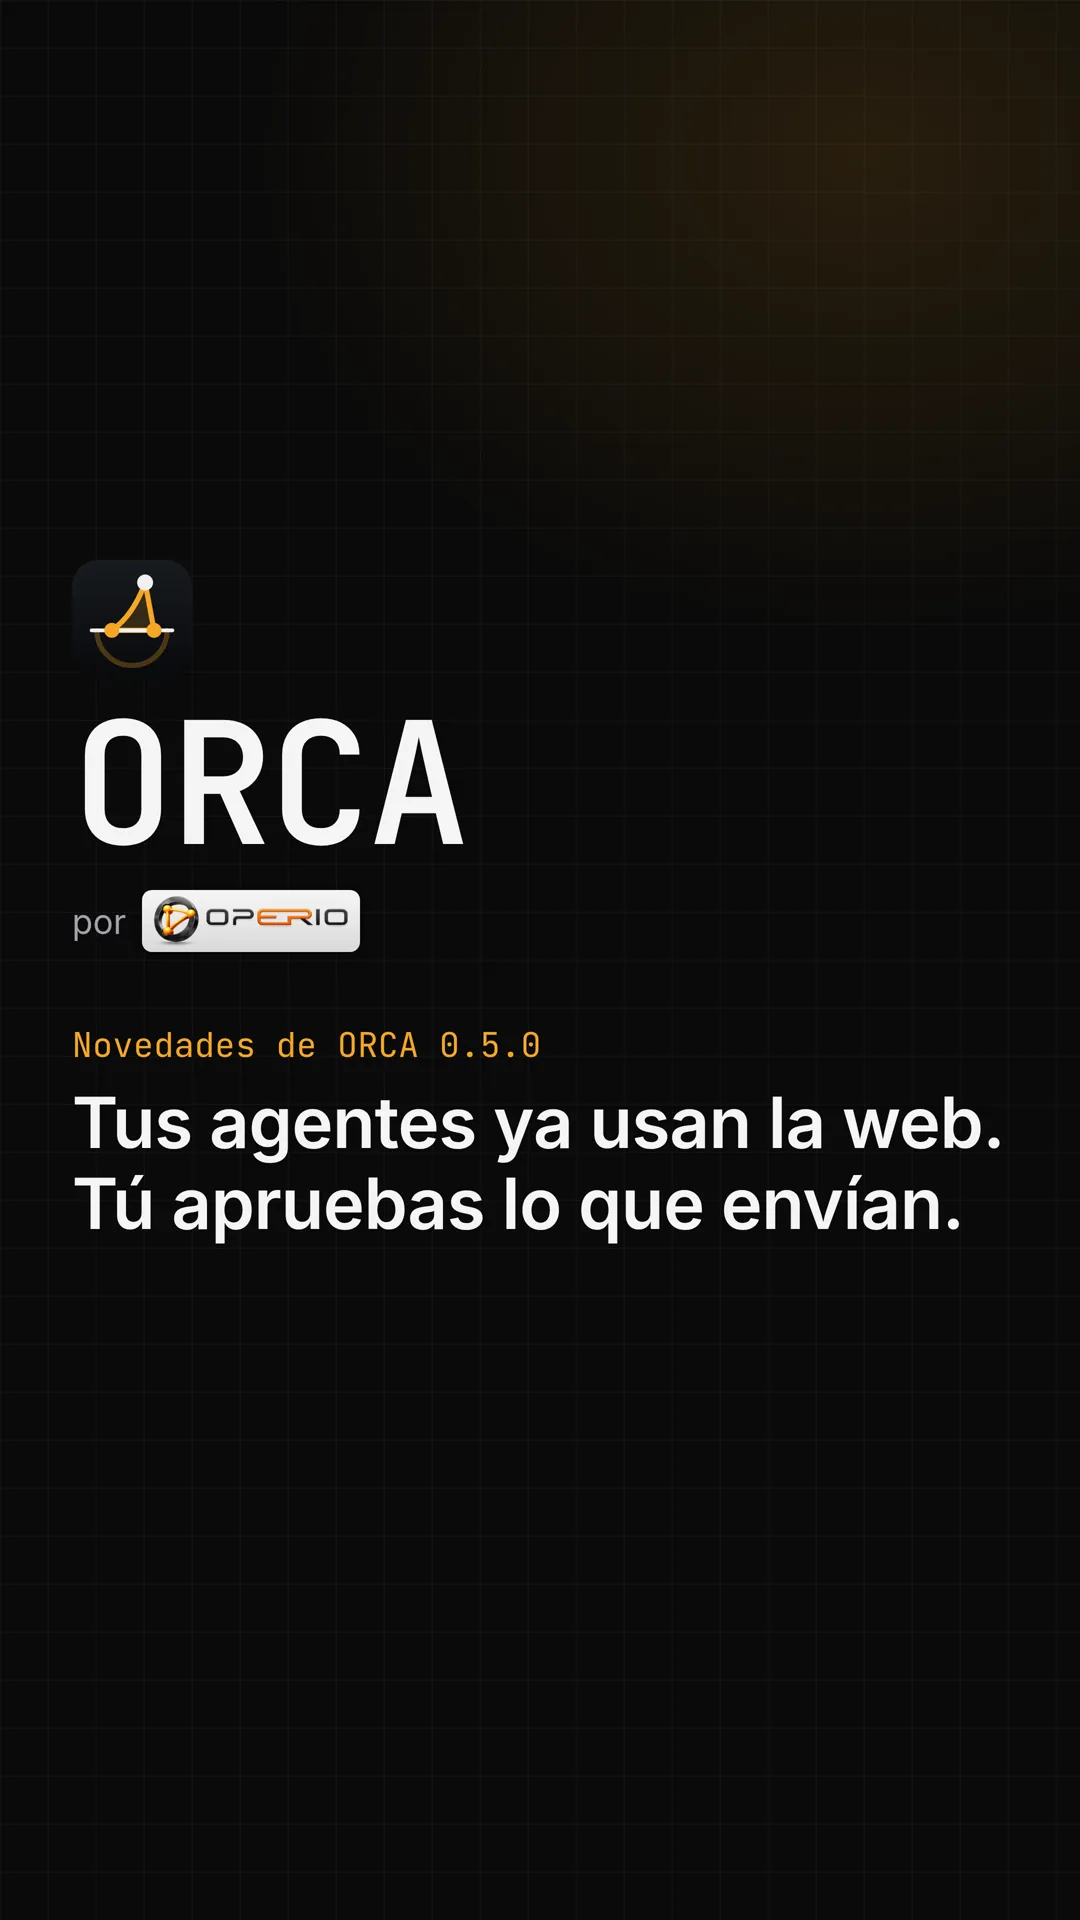 ORCA
por OPERIO
Novedades de ORCA 0.5.0
Tus agentes ya usan la web.
Tú apruebas lo que envían.